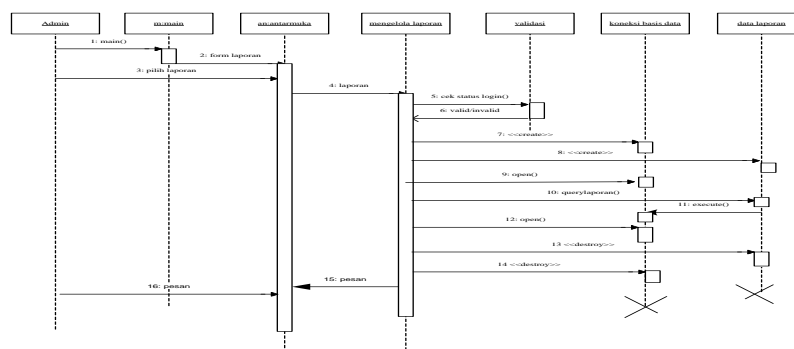 Admin
m:main
an:antarmuka
mengelola laporan
validasi
koneksi basis data
data laporan
1: main()
2: form laporan
3: pilih laporan
4: laporan
5: cek status login()
6: valid/invalid
7: <<create>>
8: <<create>>
9: open()
10: querylaporan()
11: execute()
12: open()
13 <<destroy>>
14 <<destroy>>
15: pesan
16: pesan